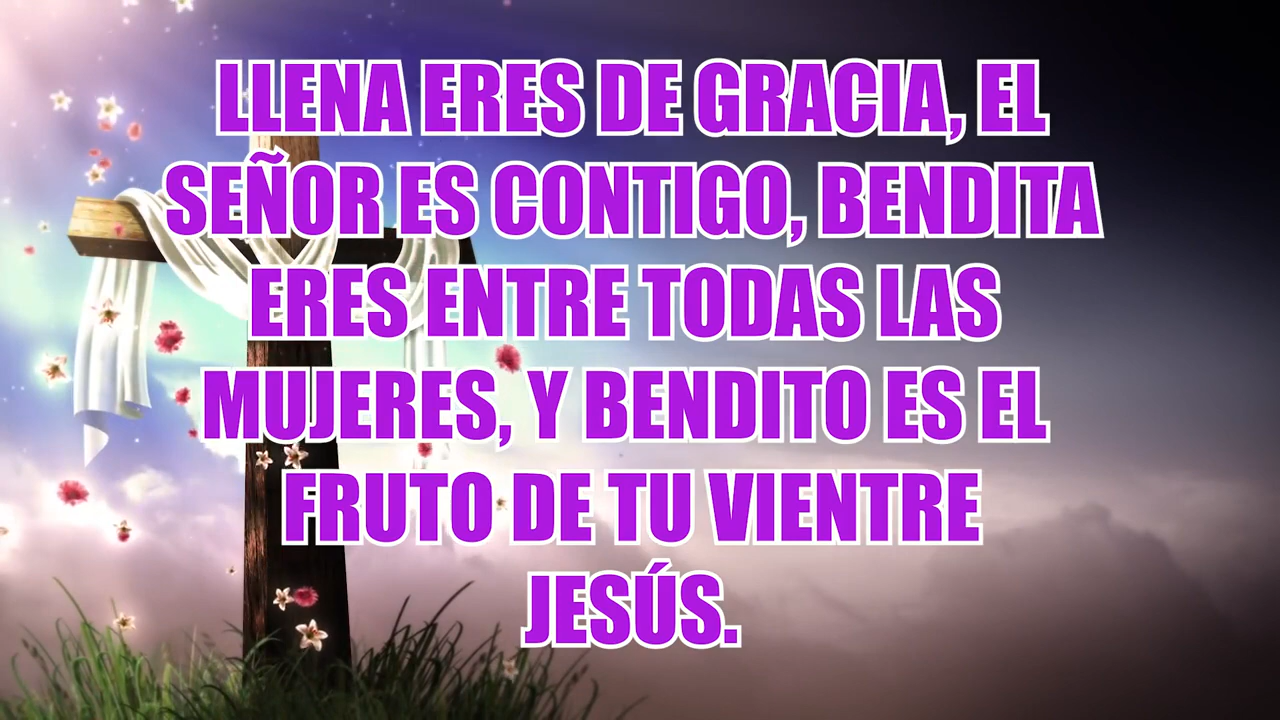 LLENA ERES DE GRACIA, EL
SEÑOR ES CONTIGO, BENDITA
ERES ENTRE TODAS LAS
MUJERES, Y BENDITO ES EL
FRUTO DE TU VIENTRE
JESÚS.